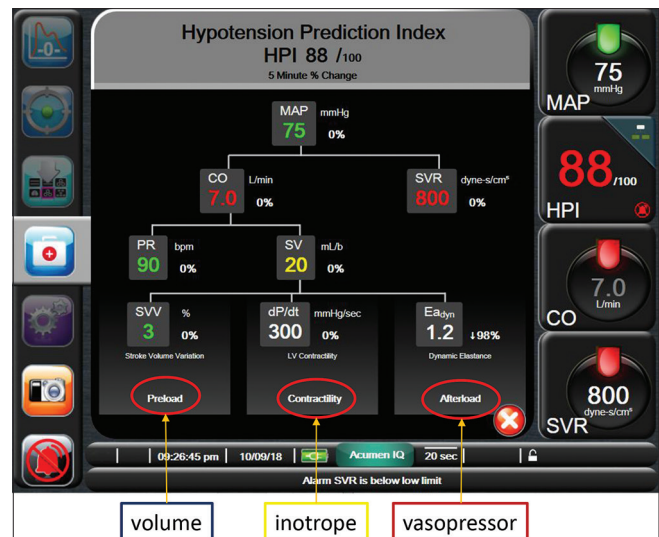 Hypotension Prediction Index
HPI 88 /100
5 Minute % Change
MAP mmHg
75 0%
CO L/min
7.0 0%
SVR dyne-s/cm⁵
800 0%
PR bpm
90 0%
SV mL/b
20 0%
SVV %
3 0%
Stroke Volume Variation
Preload
dP/dt mmHg/sec
300 0%
LV Contractility
Contractility
Eadyn
1.2 ↓98%
Dynamic Elastance
Afterload
75
mmHg
MAP
88/100
HPI
7.0
L/min
CO
800
dyne-s/cm⁵
SVR
-0-
09:26:45 pm 10/09/18 Acumen IQ 20 sec
Alarm SVR is below low limit
volume inotrope vasopressor